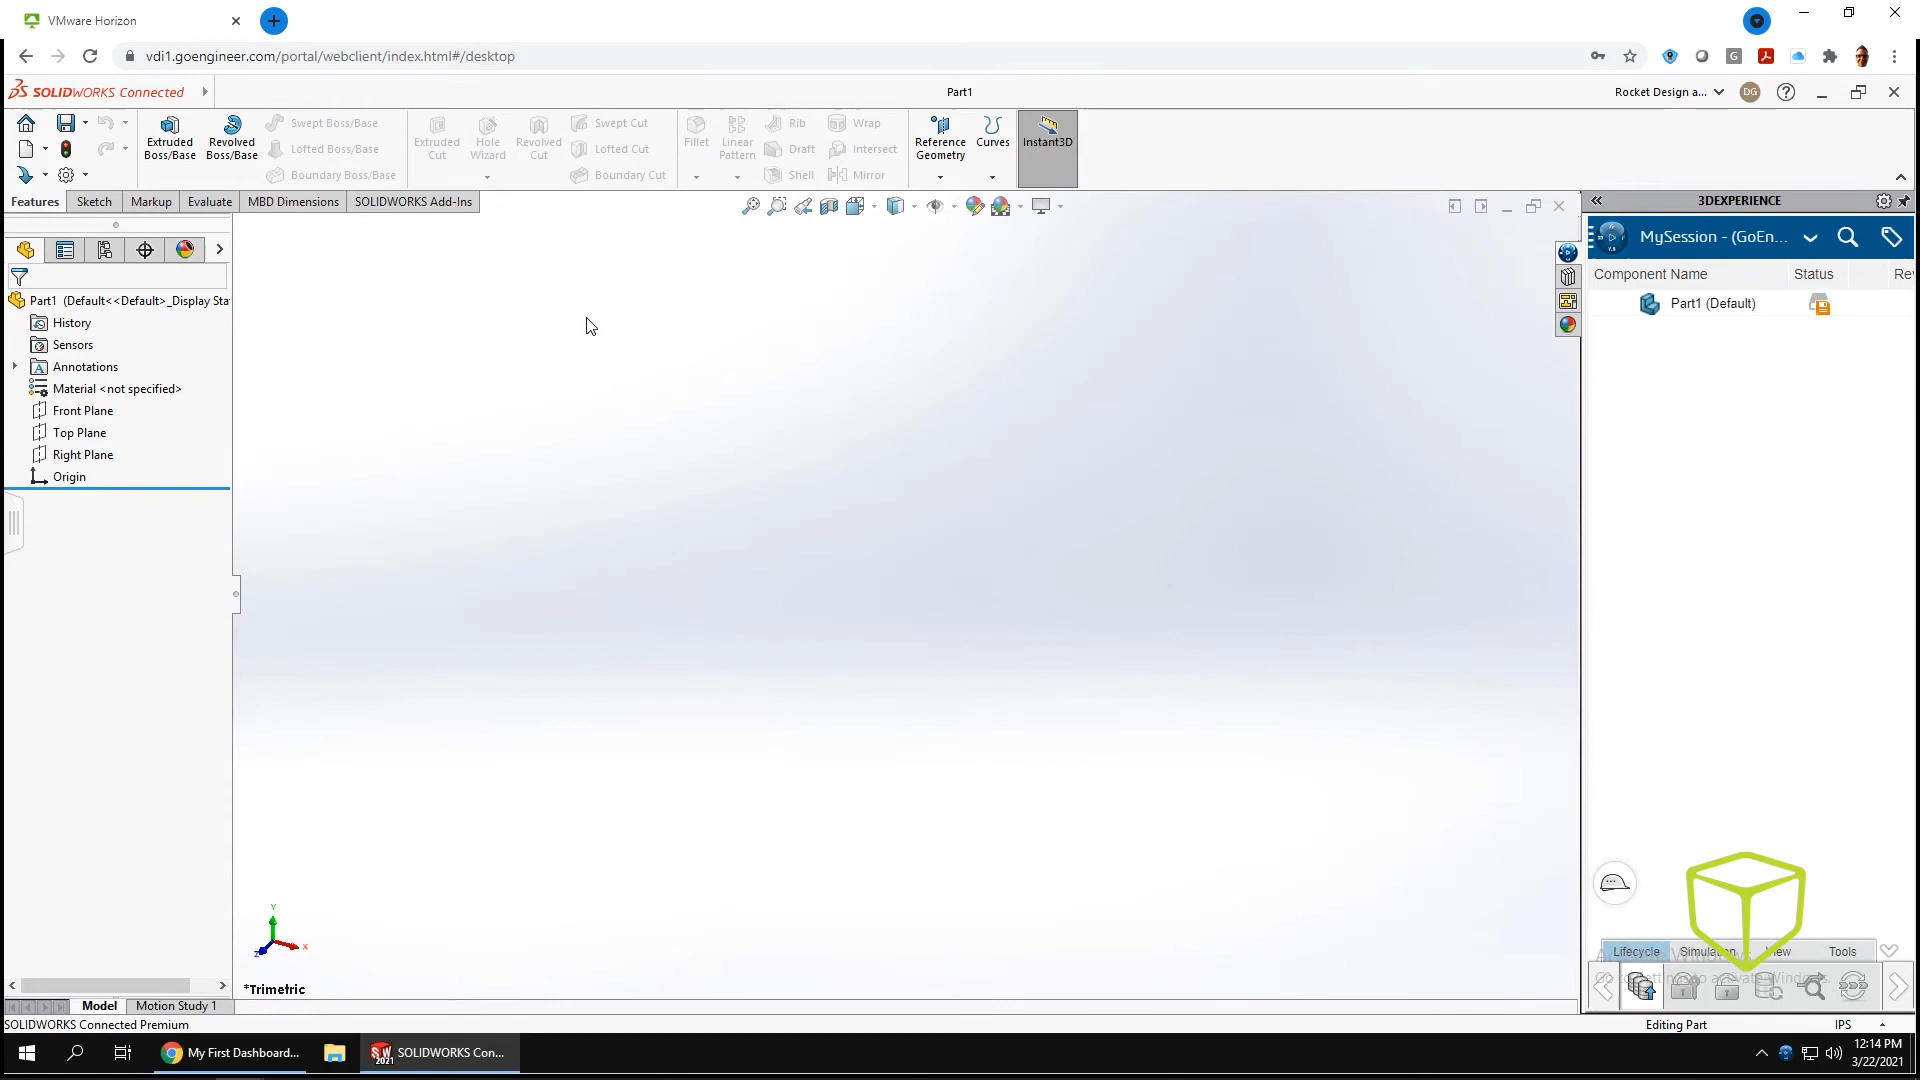 VMware Horizon
vdi1.goengineer.com/portal/webclient/index.html#/desktop
SOLIDWORKS Connected
Part1
Rocket Design a...
DG
Extruded Boss/Base
Revolved Boss/Base
Swept Boss/Base
Lofted Boss/Base
Boundary Boss/Base
Extruded Cut
Hole Wizard
Revolved Cut
Swept Cut
Lofted Cut
Boundary Cut
Fillet
Linear Pattern
Rib
Draft
Shell
Wrap
Intersect
Mirror
Reference Geometry
Curves
Instant3D
Features
Sketch
Markup
Evaluate
MBD Dimensions
SOLIDWORKS Add-Ins
Part1 (Default<<Default>_Display Sta
History
Sensors
Annotations
Material <not specified>
Front Plane
Top Plane
Right Plane
Origin
3DEXPERIENCE
MySession - (GoEn...
Component Name
Status
Re
Part1 (Default)
Y
X
Z
*Trimetric
Lifecycle
Tools
Model
Motion Study 1
SOLIDWORKS Connected Premium
Editing Part
IPS
My First Dashboard...
SOLIDWORKS Con...
12:14 PM
3/22/2021